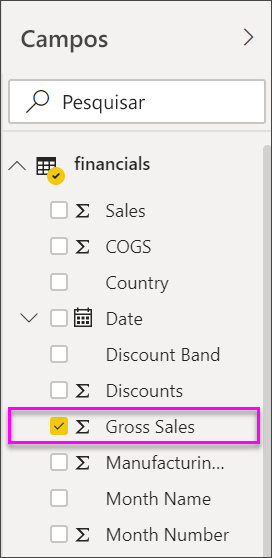 Campos
Pesquisar
financials
Σ Sales
Σ COGS
Country
Date
Discount Band
Σ Discounts
Σ Gross Sales
Σ Manufacturin...
Month Name
Σ Month Number